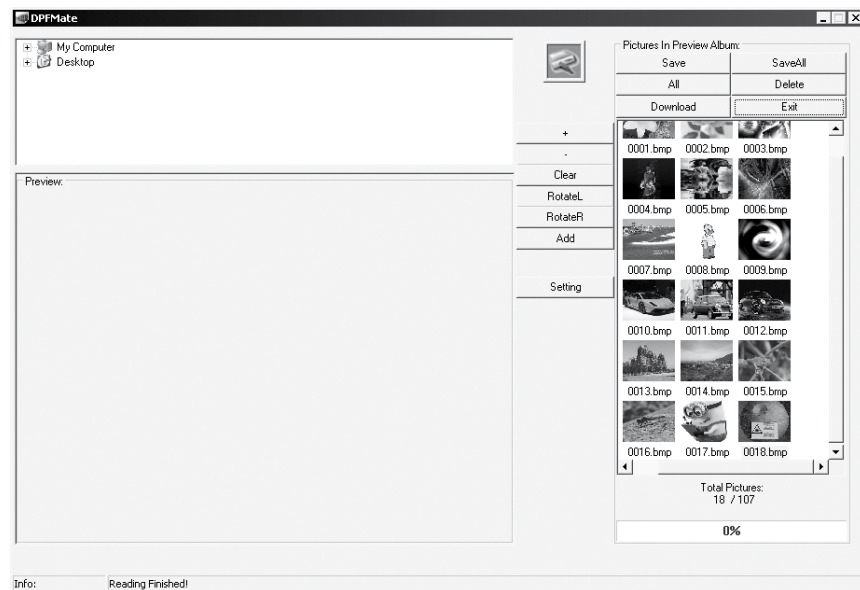 DPFMate
My Computer
Desktop
Preview:
+
-
Clear
RotateL
RotateR
Add
Setting
Pictures In Preview Album:
Save SaveAll
All Delete
Download Exit
0001.bmp 0002.bmp 0003.bmp
0004.bmp 0005.bmp 0006.bmp
0007.bmp 0008.bmp 0009.bmp
0010.bmp 0011.bmp 0012.bmp
0013.bmp 0014.bmp 0015.bmp
0016.bmp 0017.bmp 0018.bmp
Total Pictures:
18 / 107
0%
Info: Reading Finished!